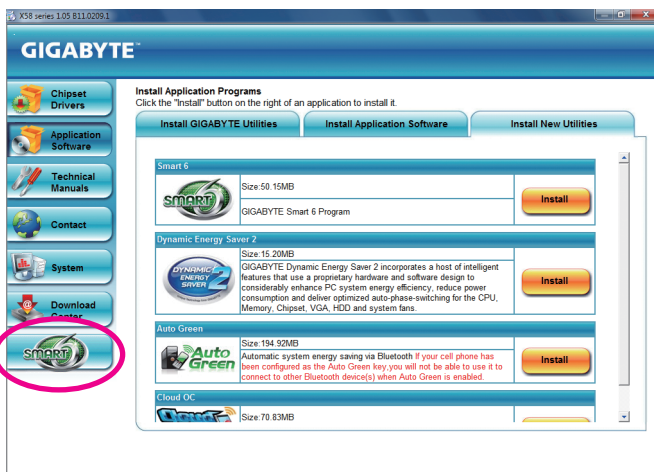 X58 series 1.05 B11.0209.1
GIGABYTE™
Chipset
Drivers
Application
Software
Technical
Manuals
Contact
System
Download
Center
SMART 6
Install Application Programs
Click the "Install" button on the right of an application to install it.
Install GIGABYTE Utilities
Install Application Software
Install New Utilities
Smart 6
SMART 6
Size:50.15MB
GIGABYTE Smart 6 Program
Install
Dynamic Energy Saver 2
DYNAMIC
ENERGY
SAVER 2
Size:15.20MB
GIGABYTE Dynamic Energy Saver 2 incorporates a host of intelligent
features that use a proprietary hardware and software design to
considerably enhance PC system energy efficiency, reduce power
consumption and deliver optimized auto-phase-switching for the CPU,
Memory, Chipset, VGA, HDD and system fans.
Install
Auto Green
Auto
Green
Size:194.92MB
Automatic system energy saving via Bluetooth If your cell phone has
been configured as the Auto Green key,you will not be able to use it to
connect to other Bluetooth device(s) when Auto Green is enabled.
Install
Cloud OC
Size:70.83MB